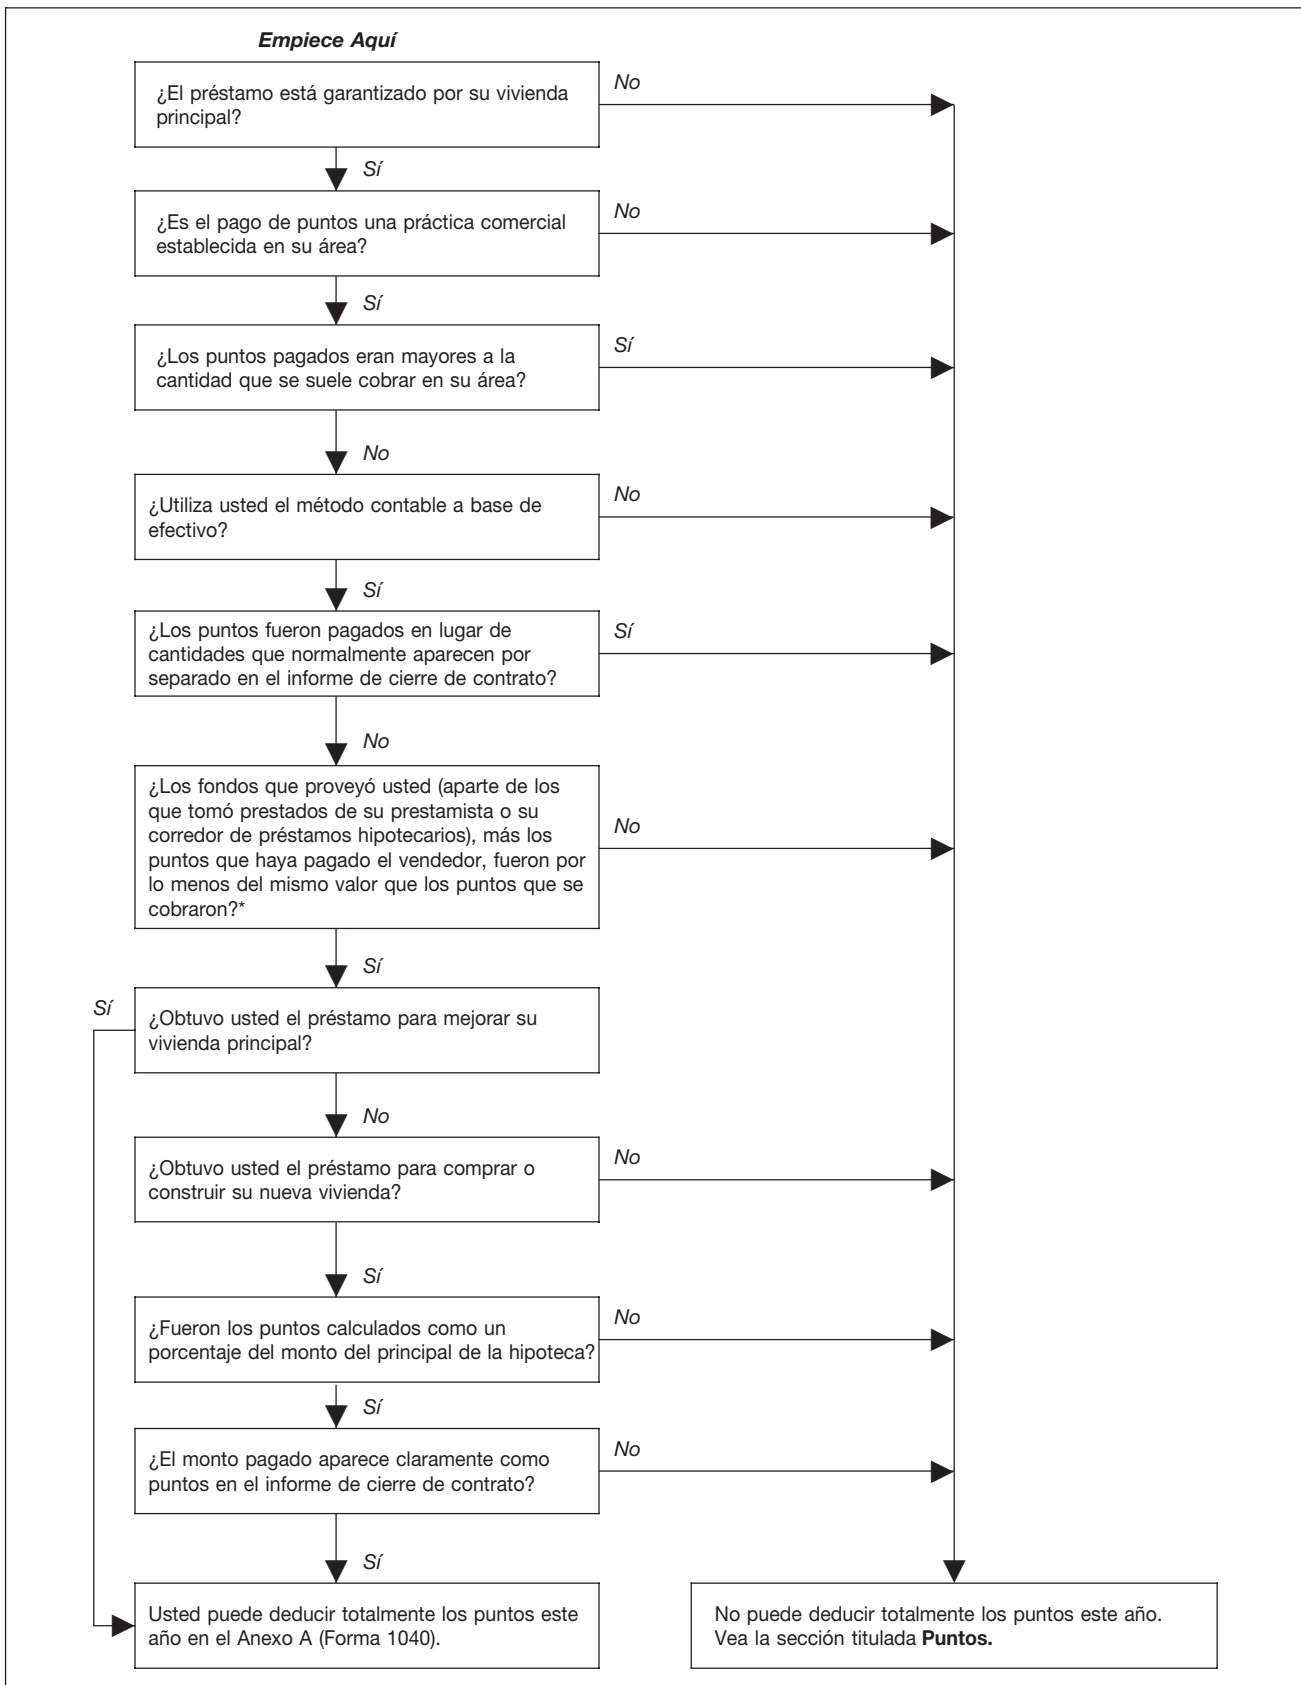 Empiece Aquí
¿El préstamo está garantizado por su vivienda
principal?
No
Sí
¿Es el pago de puntos una práctica comercial
establecida en su área?
No
Sí
¿Los puntos pagados eran mayores a la
cantidad que se suele cobrar en su área?
Sí
No
¿Utiliza usted el método contable a base de
efectivo?
No
Sí
¿Los puntos fueron pagados en lugar de
cantidades que normalmente aparecen por
separado en el informe de cierre de contrato?
Sí
No
¿Los fondos que proveyó usted (aparte de los
que tomó prestados de su prestamista o su
corredor de préstamos hipotecarios), más los
puntos que haya pagado el vendedor, fueron por
lo menos del mismo valor que los puntos que se
cobraron?*
No
Sí
Sí
¿Obtuvo usted el préstamo para mejorar su
vivienda principal?
No
¿Obtuvo usted el préstamo para comprar o
construir su nueva vivienda?
No
Sí
¿Fueron los puntos calculados como un
porcentaje del monto del principal de la hipoteca?
No
Sí
¿El monto pagado aparece claramente como
puntos en el informe de cierre de contrato?
No
Sí
Usted puede deducir totalmente los puntos este
año en el Anexo A (Forma 1040).
No puede deducir totalmente los puntos este año.
Vea la sección titulada Puntos.